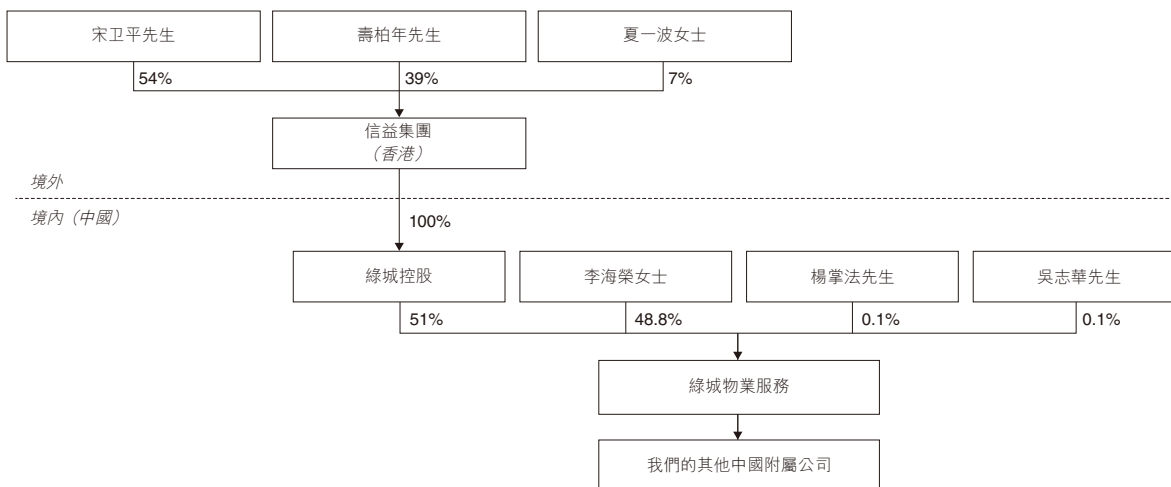 宋卫平先生
壽柏年先生
夏一波女士
54%
39%
7%
信益集團
（香港）
境外
境內（中國）
100%
綠城控股
李海榮女士
楊掌法先生
吳志華先生
51%
48.8%
0.1%
0.1%
綠城物業服務
我們的其他中國附屬公司